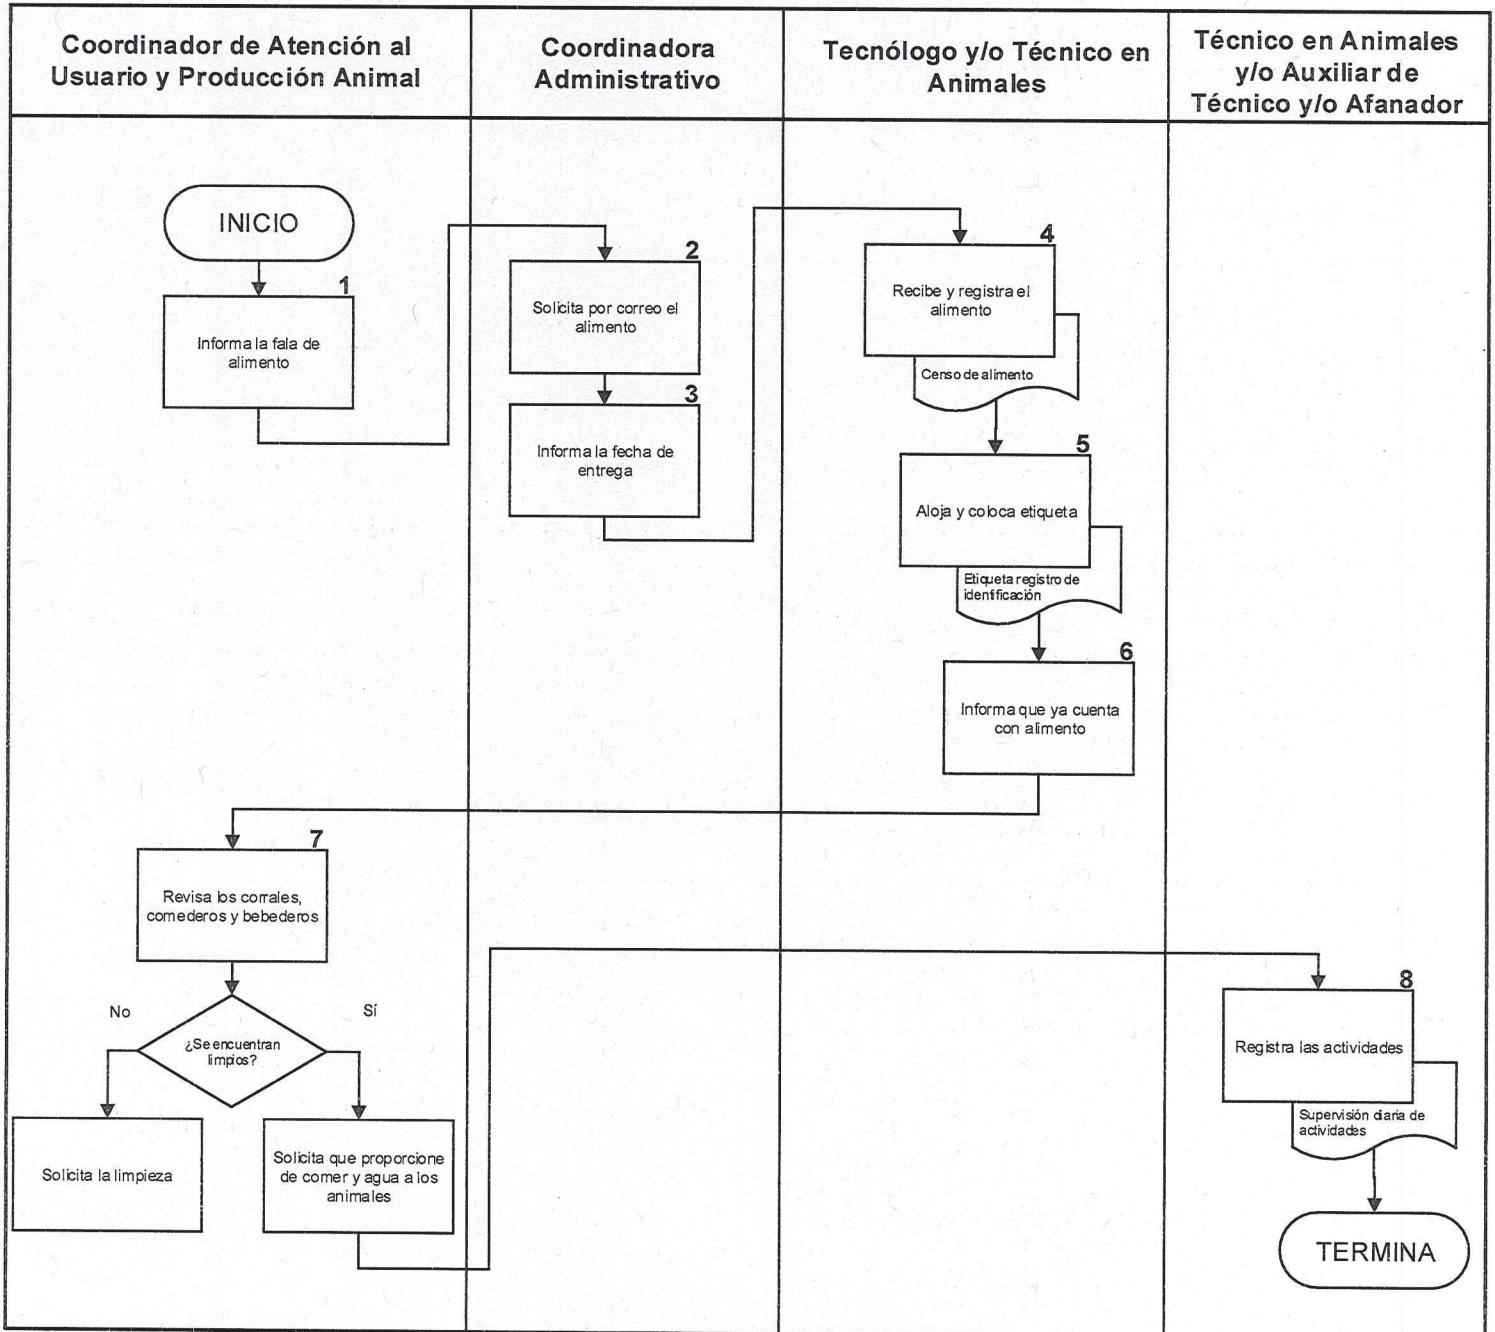 Coordinador de Atención al
Usuario y Producción Animal
Coordinadora
Administrativo
Tecnólogo y/o Técnico en
Animales
Técnico en Animales
y/o Auxiliar de
Técnico y/o Afanador
INICIO
1
Informa la fala de
alimento
2
Solicita por correo el
alimento
3
Informa la fecha de
entrega
4
Recibe y registra el
alimento
Censo de alimento
5
Aloja y coloca etiqueta
Etiqueta registro de
identificación
6
Informa que ya cuenta
con alimento
7
Revisa los corrales,
comederos y bebederos
No
Sí
¿Se encuentran
limpios?
Solicita la limpieza
Solicita que proporcione
de comer y agua a los
animales
8
Registra las actividades
Supervisión diaria de
actividades
TERMINA